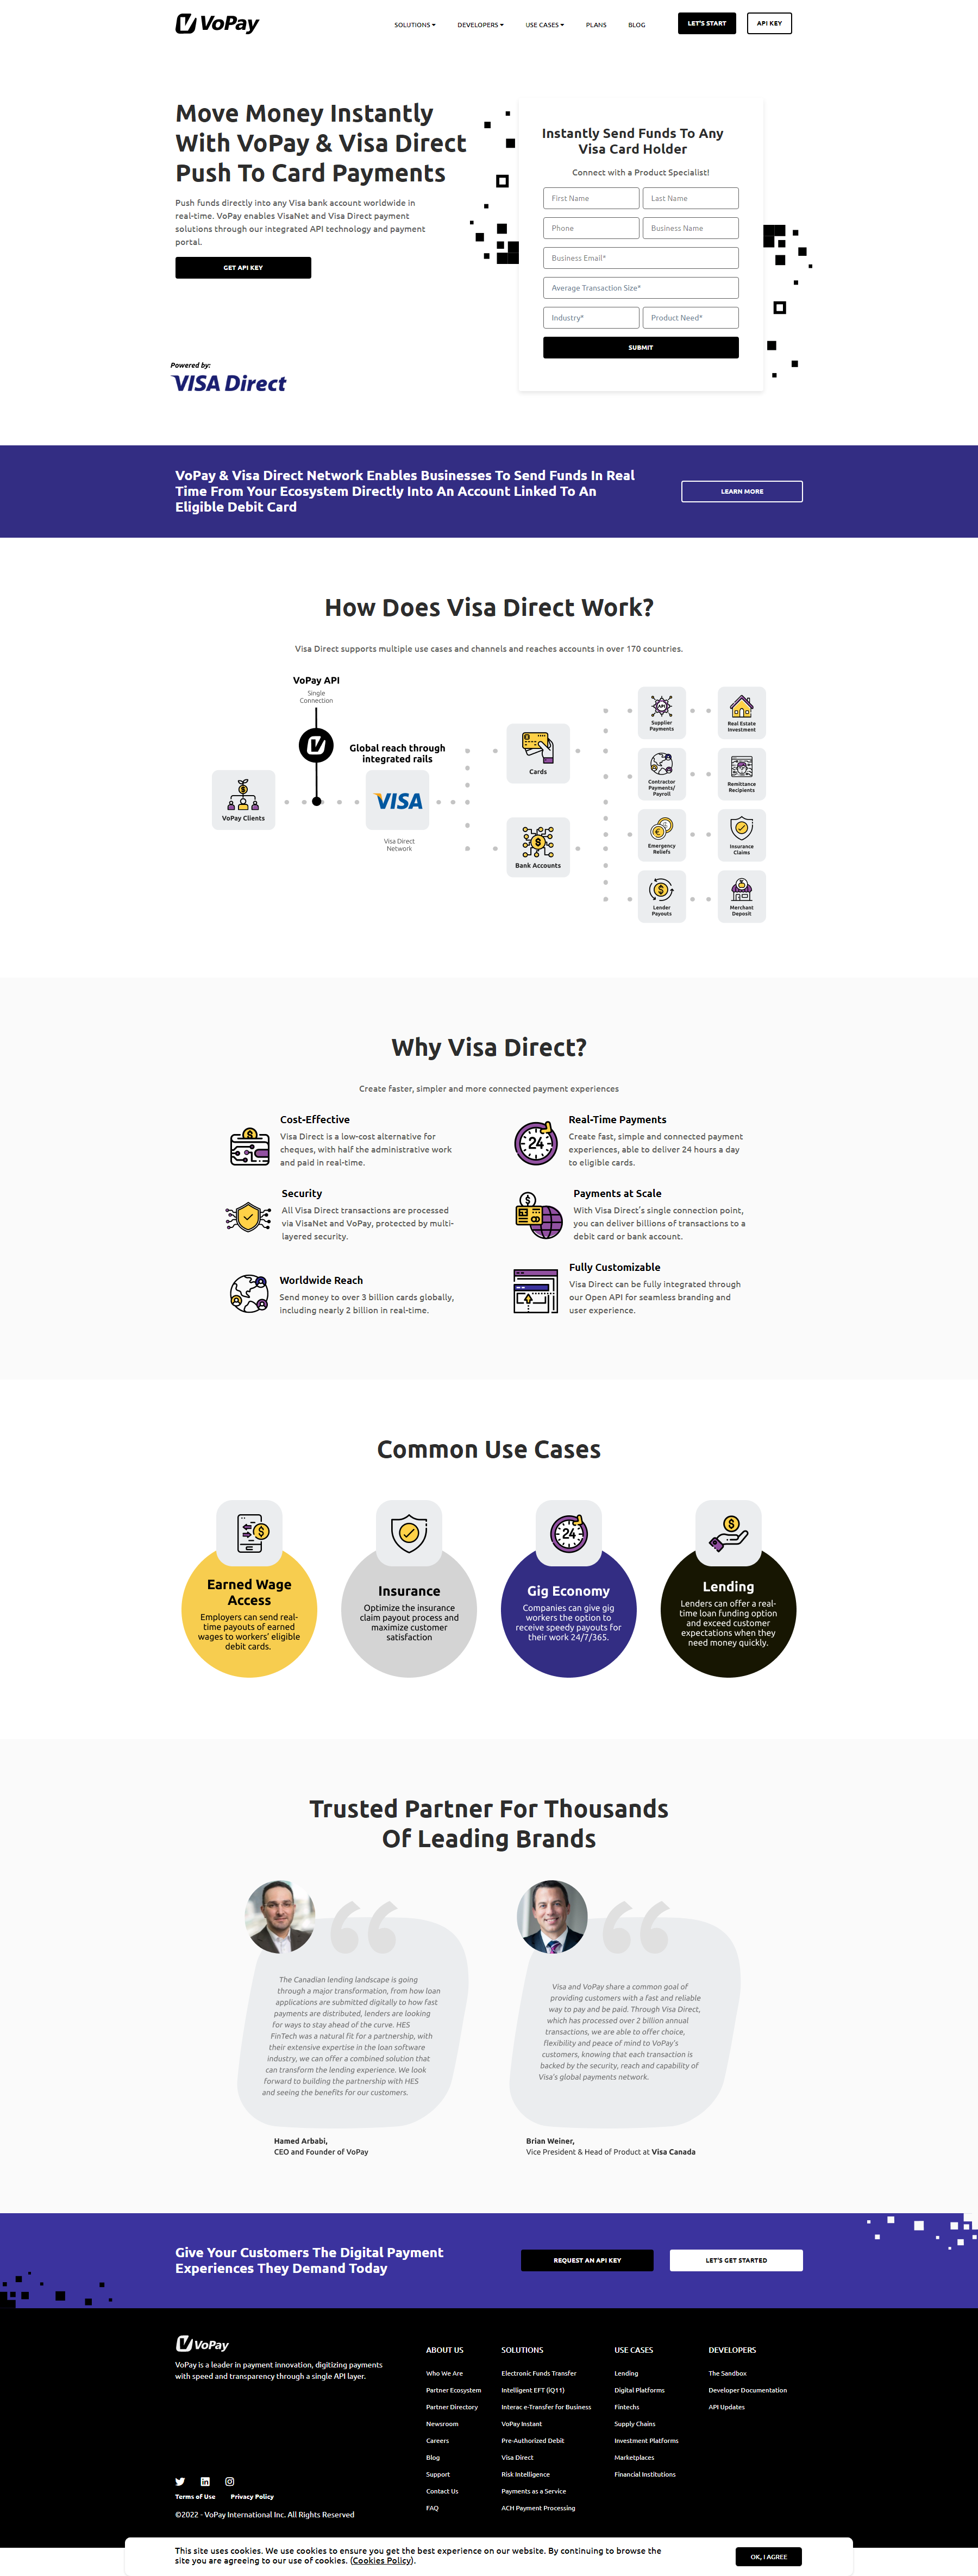 VoPay
SOLUTIONS
DEVELOPERS
USE CASES
PLANS
BLOG
LET'S START
API KEY
Move Money Instantly
With VoPay & Visa Direct
Push To Card Payments
Push funds directly into any Visa bank account worldwide in
real-time. VoPay enables VisaNet and Visa Direct payment
solutions through our integrated API technology and payment
portal.
GET API KEY
Powered by:
VISA Direct
Instantly Send Funds To Any
Visa Card Holder
Connect with a Product Specialist!
First Name
Last Name
Phone
Business Name
Business Email*
Average Transaction Size*
Industry*
Product Need*
SUBMIT
VoPay & Visa Direct Network Enables Businesses To Send Funds In Real
Time From Your Ecosystem Directly Into An Account Linked To An
Eligible Debit Card
LEARN MORE
How Does Visa Direct Work?
Visa Direct supports multiple use cases and channels and reaches accounts in over 170 countries.
VoPay API
Single
Connection
Global reach through
integrated rails
VoPay Clients
VISA
Visa Direct
Network
Cards
Bank Accounts
API
Supplier
Payments
Real Estate
Investment
Contractor
Payments/
Payroll
Remittance
Recipients
Emergency
Reliefs
Insurance
Claims
Lender
Payouts
Merchant
Deposit
Why Visa Direct?
Create faster, simpler and more connected payment experiences
Cost-Effective
Visa Direct is a low-cost alternative for
cheques, with half the administrative work
and paid in real-time.
24
Real-Time Payments
Create fast, simple and connected payment
experiences, able to deliver 24 hours a day
to eligible cards.
Security
All Visa Direct transactions are processed
via VisaNet and VoPay, protected by multi-
layered security.
Payments at Scale
With Visa Direct's single connection point,
you can deliver billions of transactions to a
debit card or bank account.
Worldwide Reach
Send money to over 3 billion cards globally,
including nearly 2 billion in real-time.
Fully Customizable
Visa Direct can be fully integrated through
our Open API for seamless branding and
user experience.
Common Use Cases
Earned Wage
Access
Employers can send real-
time payouts of earned
wages to workers' eligible
debit cards.
Insurance
Optimize the insurance
claim payout process and
maximize customer
satisfaction
24
Gig Economy
Companies can give gig
workers the option to
receive speedy payouts for
their work 24/7/365.
Lending
Lenders can offer a real-
time loan funding option
and exceed customer
expectations when they
need money quickly.
Trusted Partner For Thousands
Of Leading Brands
The Canadian lending landscape is going
through a major transformation, from how loan
applications are submitted digitally to how fast
payments are distributed, lenders are looking
for ways to stay ahead of the curve. HES
FinTech was a natural fit for a partnership, with
their extensive expertise in the loan software
industry, we can offer a combined solution that
can transform the lending experience. We look
forward to building the partnership with HES
and seeing the benefits for our customers.
Hamed Arbabi,
CEO and Founder of VoPay
Visa and VoPay share a common goal of
providing customers with a fast and reliable
way to pay and be paid. Through Visa Direct,
which has processed over 2 billion annual
transactions, we are able to offer choice,
flexibility and peace of mind to VoPay's
customers, knowing that each transaction is
backed by the security, reach and capability of
Visa's global payments network.
Brian Weiner,
Vice President & Head of Product at Visa Canada
Give Your Customers The Digital Payment
Experiences They Demand Today
REQUEST AN API KEY
LET'S GET STARTED
VoPay
VoPay is a leader in payment innovation, digitizing payments
with speed and transparency through a single API layer.
Terms of Use
Privacy Policy
©2022 - VoPay International Inc. All Rights Reserved
ABOUT US
Who We Are
Partner Ecosystem
Partner Directory
Newsroom
Careers
Blog
Support
Contact Us
FAQ
SOLUTIONS
Electronic Funds Transfer
Intelligent EFT (iQ11)
Interac e-Transfer for Business
VoPay Instant
Pre-Authorized Debit
Visa Direct
Risk Intelligence
Payments as a Service
ACH Payment Processing
USE CASES
Lending
Digital Platforms
Fintechs
Supply Chains
Investment Platforms
Marketplaces
Financial Institutions
DEVELOPERS
The Sandbox
Developer Documentation
API Updates
This site uses cookies. We use cookies to ensure you get the best experience on our website. By continuing to browse the
site you are agreeing to our use of cookies. (Cookies Policy).
OK, I AGREE